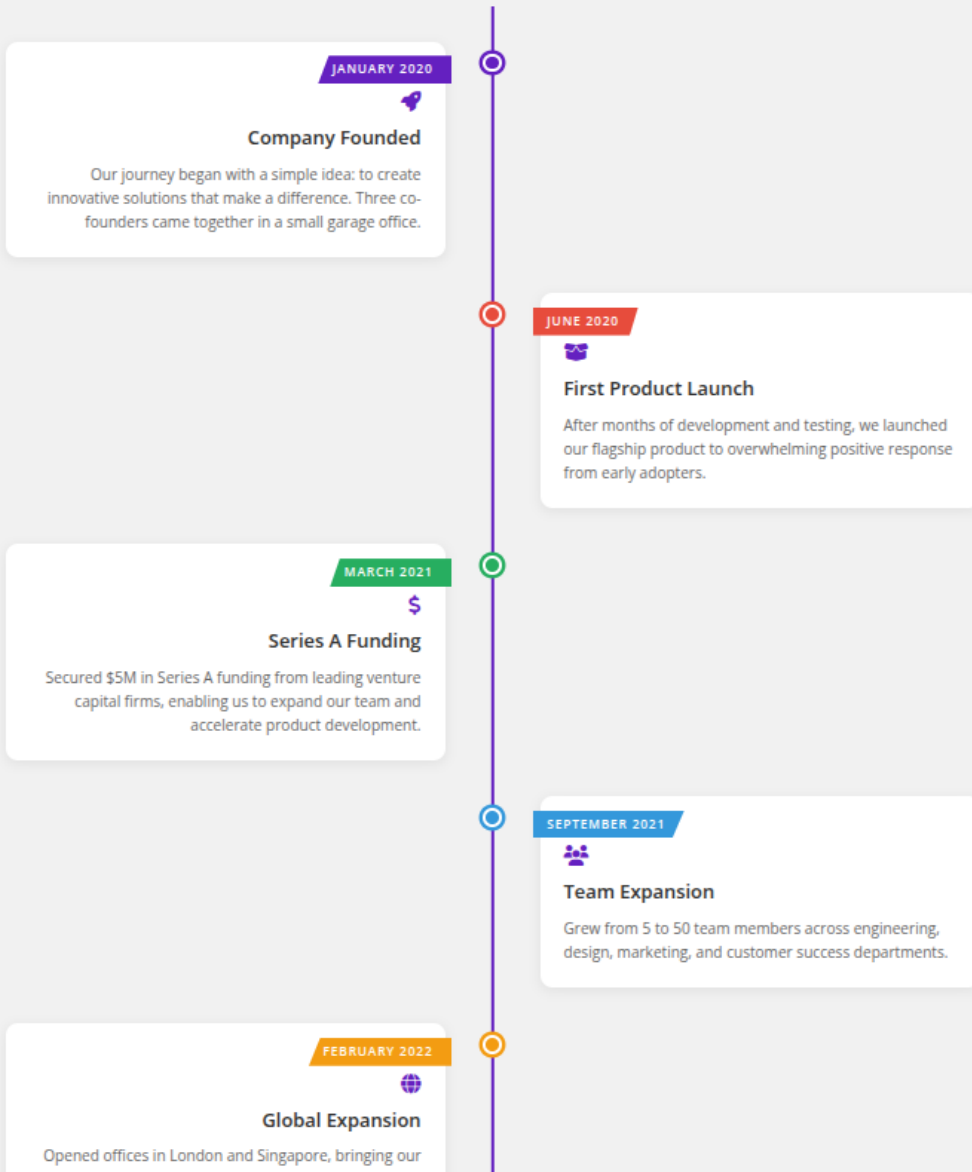 JANUARY 2020
Company Founded
Our journey began with a simple idea: to create
innovative solutions that make a difference. Three co-
founders came together in a small garage office.
JUNE 2020
First Product Launch
After months of development and testing, we launched
our flagship product to overwhelming positive response
from early adopters.
MARCH 2021
Series A Funding
Secured $5M in Series A funding from leading venture
capital firms, enabling us to expand our team and
accelerate product development.
SEPTEMBER 2021
Team Expansion
Grew from 5 to 50 team members across engineering,
design, marketing, and customer success departments.
FEBRUARY 2022
Global Expansion
Opened offices in London and Singapore, bringing our